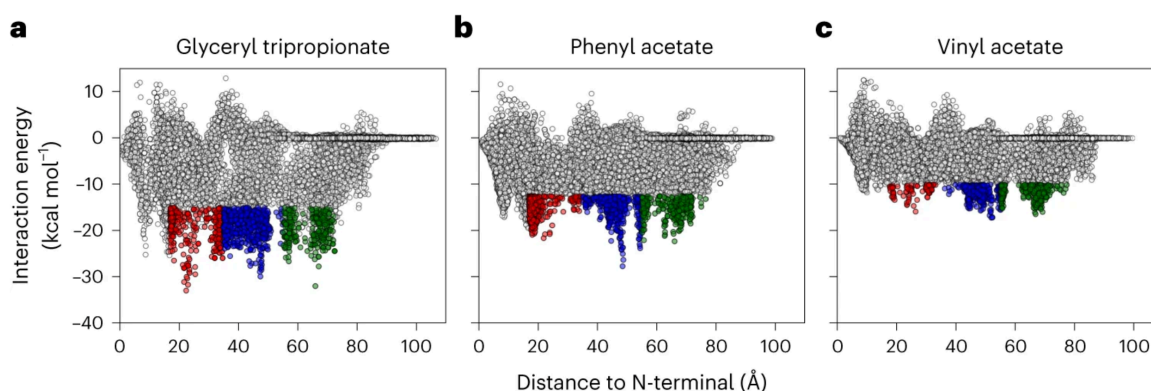 a
Glyceryl tripropionate
b
Phenyl acetate
c
Vinyl acetate
Interaction energy
(kcal mol⁻¹)
10
0
−10
−20
−30
−40
0 20 40 60 80 100
0 20 40 60 80 100
0 20 40 60 80 100
Distance to N-terminal (Å)